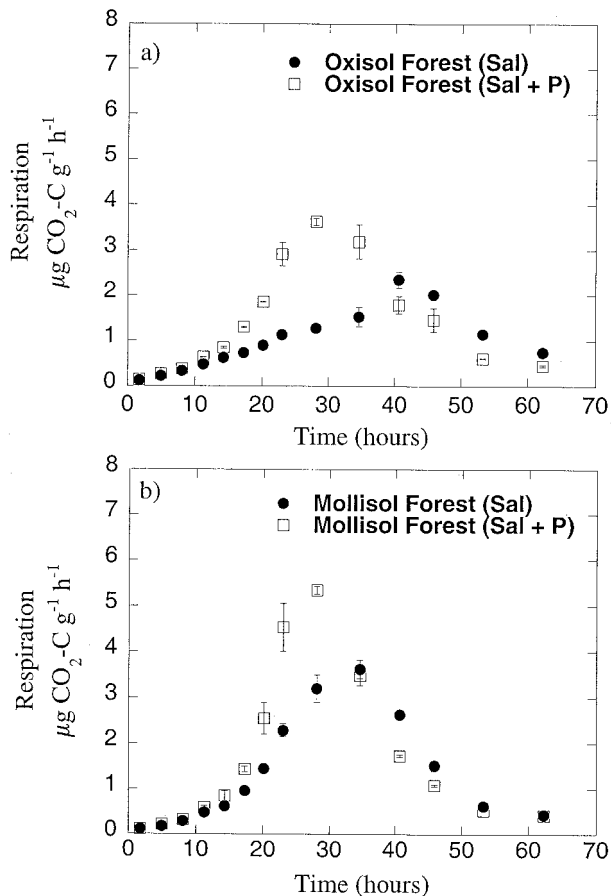 a)
Oxisol Forest (Sal)
Oxisol Forest (Sal + P)
Respiration
µg CO₂-C g⁻¹ h⁻¹
8
7
6
5
4
3
2
1
0
0 10 20 30 40 50 60 70
Time (hours)
b)
Mollisol Forest (Sal)
Mollisol Forest (Sal + P)
Respiration
µg CO₂-C g⁻¹ h⁻¹
8
7
6
5
4
3
2
1
0
0 10 20 30 40 50 60 70
Time (hours)